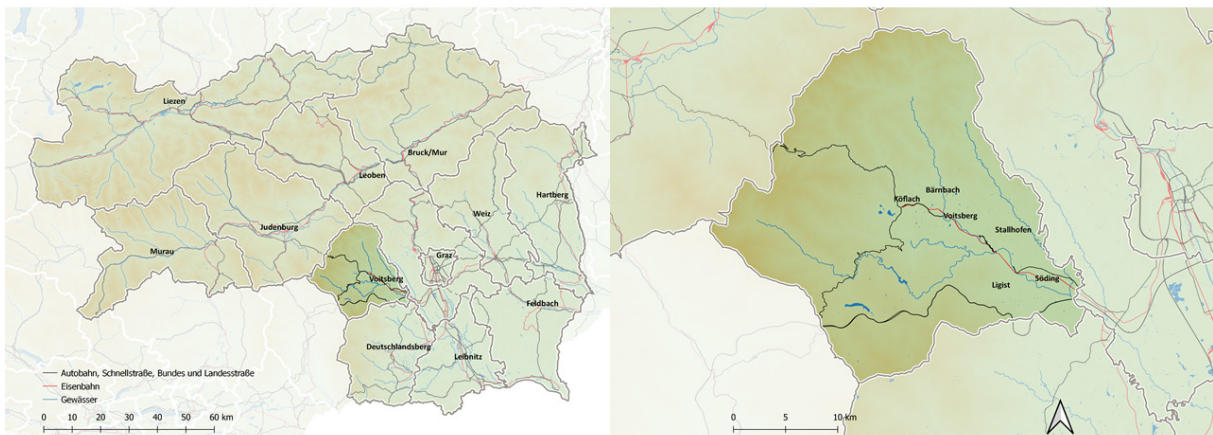 Liezen
Bruck/Mur
Leoben
Hartberg
Weiz
Judenburg
Murau
Graz
Voitsberg
Feldbach
Deutschlandsberg
Leibnitz
Autobahn, Schnellstraße, Bundes und Landesstraße
Eisenbahn
Gewässer
0 10 20 30 40 50 60 km
Bärnbach
Köflach
Voitsberg
Stallhofen
Söding
Ligist
0 5 10 km